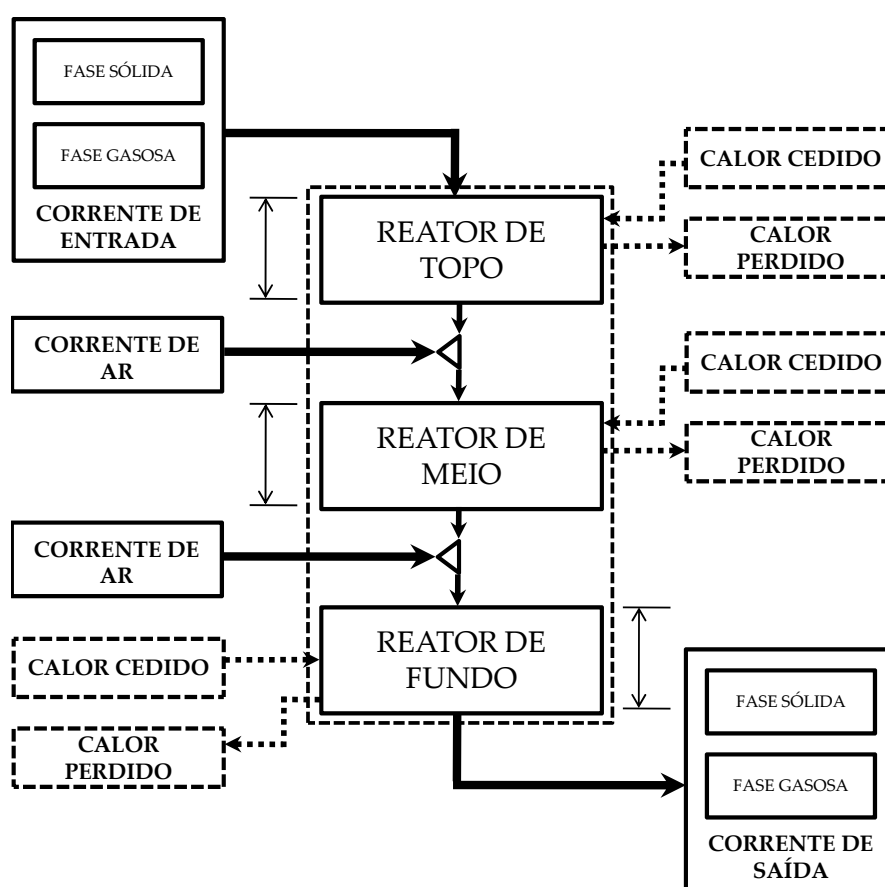 FASE SÓLIDA
FASE GASOSA
CORRENTE DE
ENTRADA
CALOR CEDIDO
REATOR DE
TOPO
CALOR
PERDIDO
CORRENTE DE
AR
CALOR CEDIDO
REATOR DE
MEIO
CALOR
PERDIDO
CORRENTE DE
AR
REATOR DE
FUNDO
CALOR CEDIDO
CALOR
PERDIDO
FASE SÓLIDA
FASE GASOSA
CORRENTE DE
SAÍDA